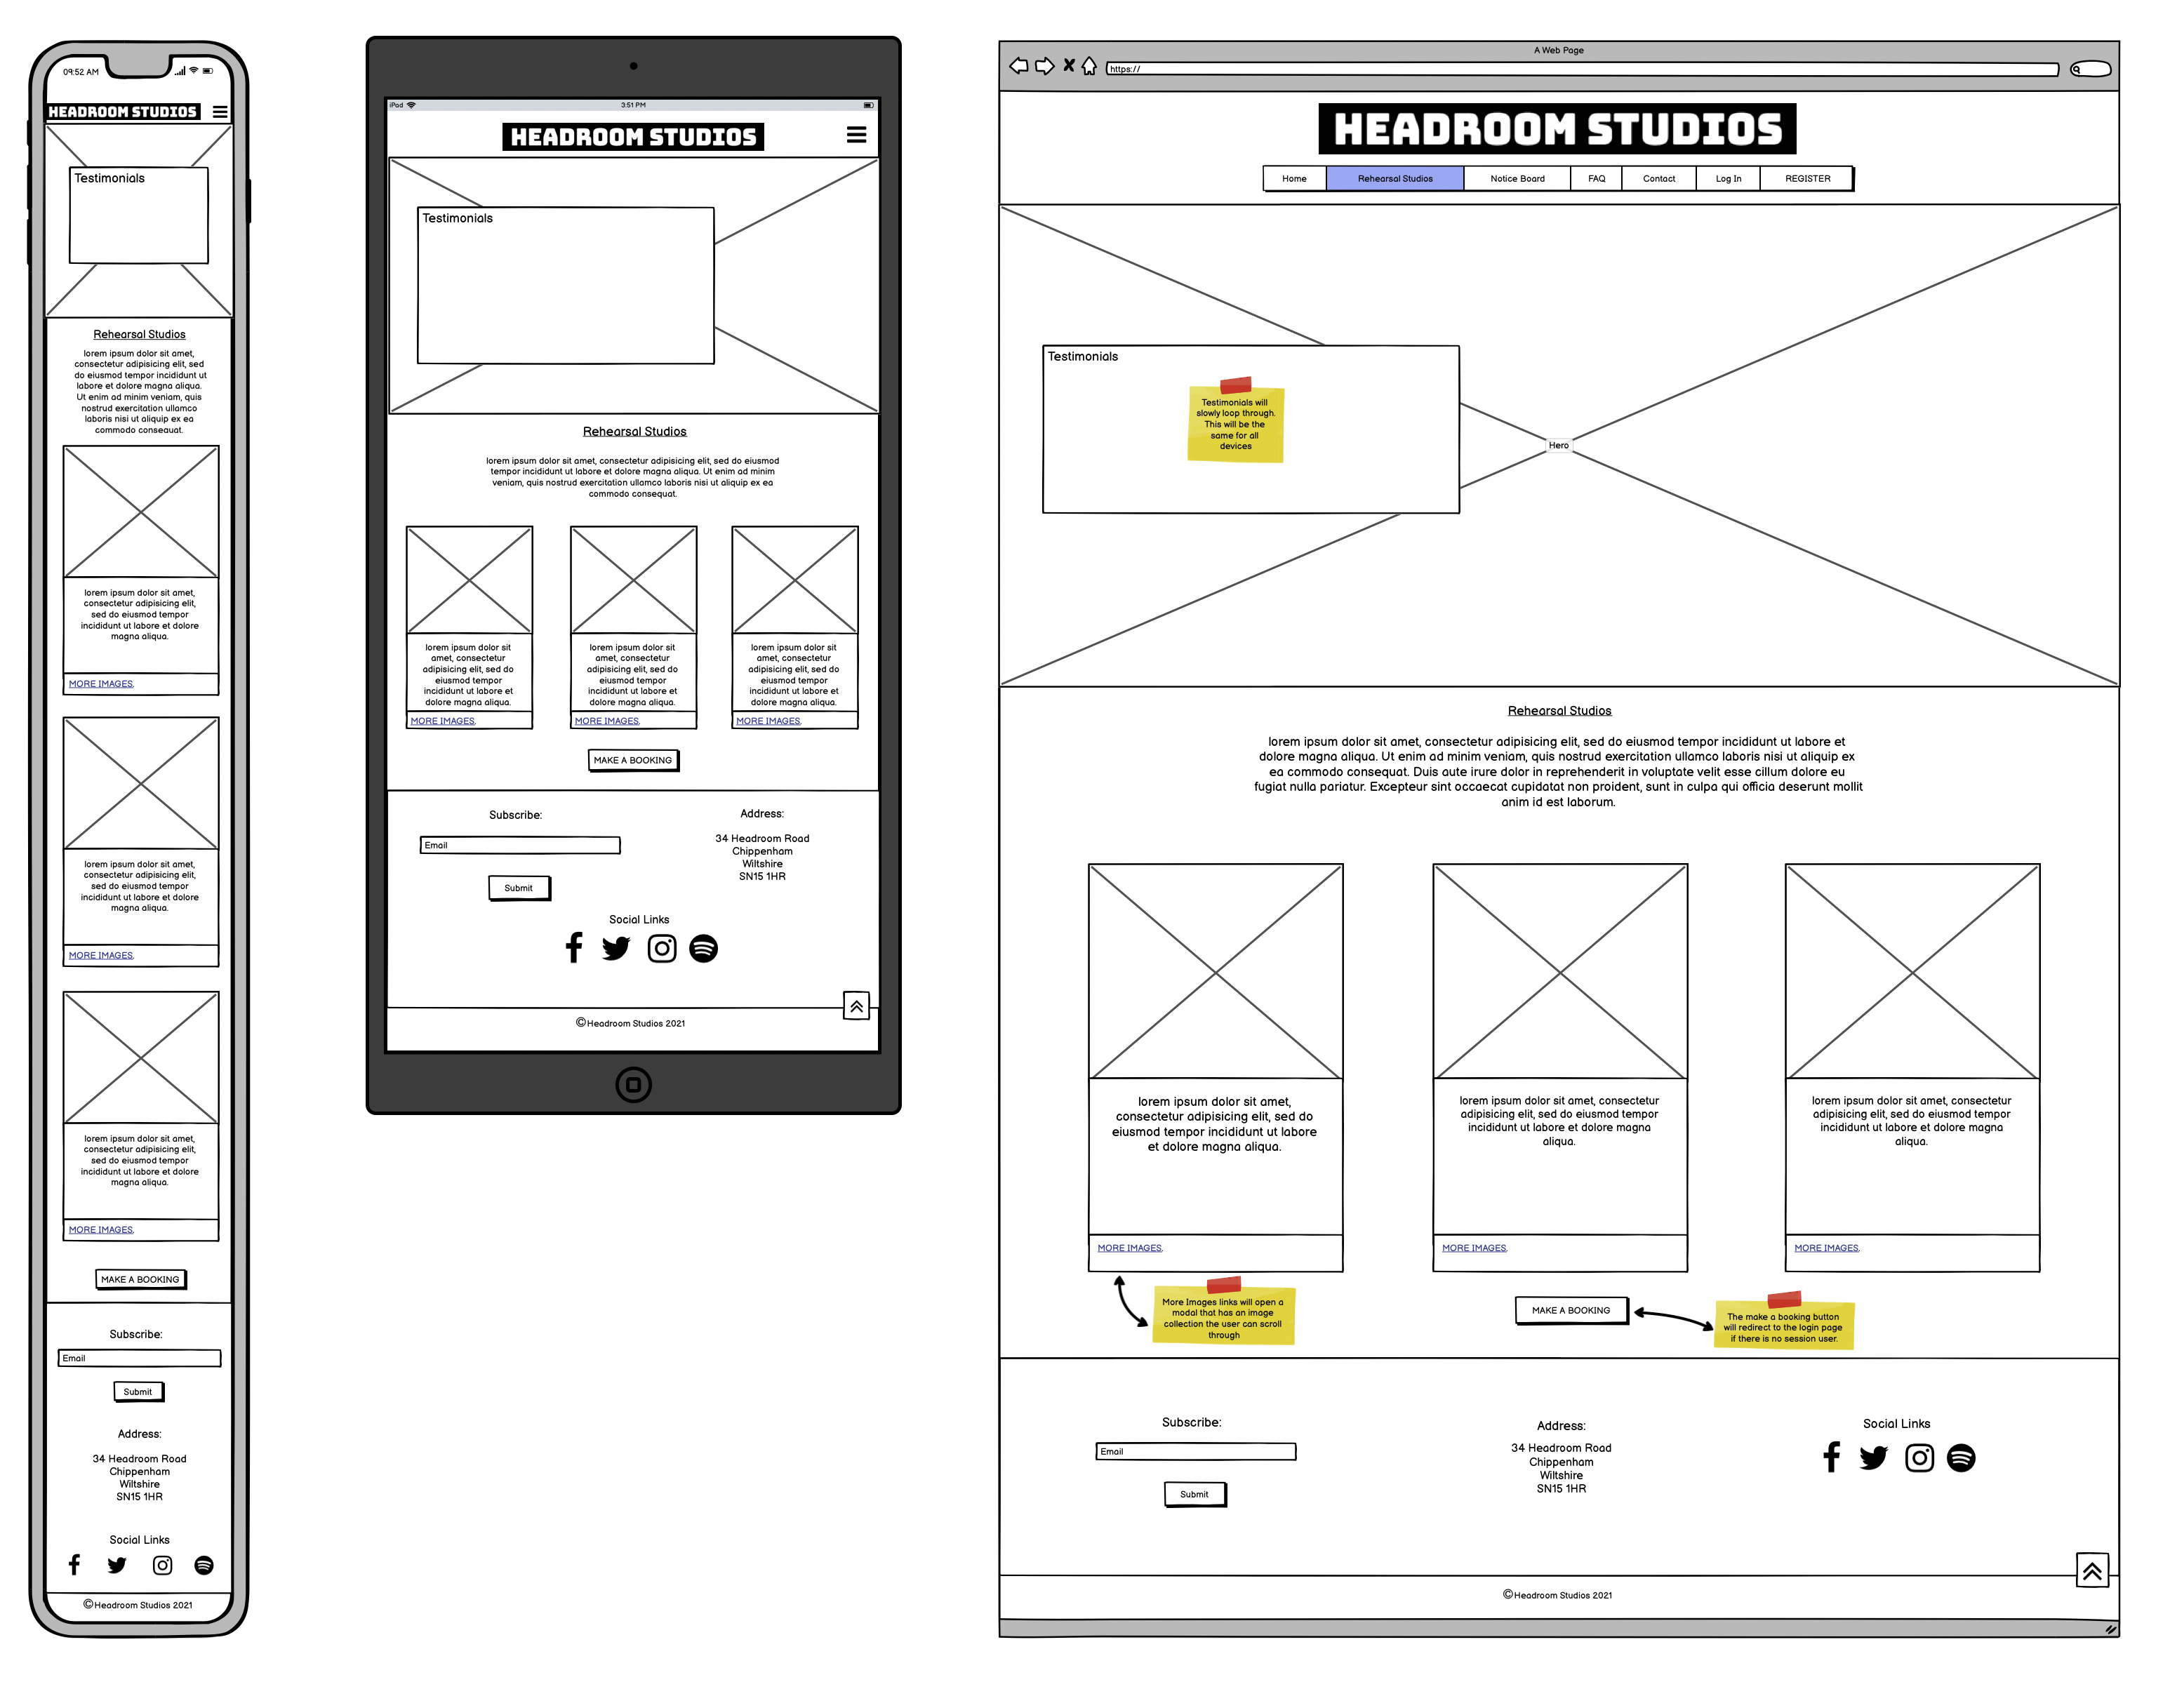 09:52 AM
HEADROOM STUDIOS
Testimonials
Rehearsal Studios
lorem ipsum dolor sit amet,
consectetur adipisicing elit, sed
do eiusmod tempor incididunt ut
labore et dolore magna aliqua.
Ut enim ad minim veniam, quis
nostrud exercitation ullamco
laboris nisi ut aliquip ex ea
commodo consequat.
lorem ipsum dolor sit amet,
consectetur adipisicing elit,
sed do eiusmod tempor
incididunt ut labore et dolore
magna aliqua.
MORE IMAGES.
lorem ipsum dolor sit amet,
consectetur adipisicing elit,
sed do eiusmod tempor
incididunt ut labore et dolore
magna aliqua.
MORE IMAGES.
lorem ipsum dolor sit amet,
consectetur adipisicing elit,
sed do eiusmod tempor
incididunt ut labore et dolore
magna aliqua.
MORE IMAGES.
MAKE A BOOKING
Subscribe:
Email
Submit
Address:
34 Headroom Road
Chippenham
Wiltshire
SN15 1HR
Social Links
©Headroom Studios 2021
iPad
3:51 PM
HEADROOM STUDIOS
Testimonials
Rehearsal Studios
lorem ipsum dolor sit amet, consectetur adipisicing elit, sed do eiusmod
tempor incididunt ut labore et dolore magna aliqua. Ut enim ad minim
veniam, quis nostrud exercitation ullamco laboris nisi ut aliquip ex ea
commodo consequat.
lorem ipsum dolor sit
amet, consectetur
adipisicing elit, sed do
eiusmod tempor
incididunt ut labore et
dolore magna aliqua.
MORE IMAGES.
lorem ipsum dolor sit
amet, consectetur
adipisicing elit, sed do
eiusmod tempor
incididunt ut labore et
dolore magna aliqua.
MORE IMAGES.
lorem ipsum dolor sit
amet, consectetur
adipisicing elit, sed do
eiusmod tempor
incididunt ut labore et
dolore magna aliqua.
MORE IMAGES.
MAKE A BOOKING
Subscribe:
Email
Submit
Address:
34 Headroom Road
Chippenham
Wiltshire
SN15 1HR
Social Links
©Headroom Studios 2021
A Web Page
https://
HEADROOM STUDIOS
Home
Rehearsal Studios
Notice Board
FAQ
Contact
Log In
REGISTER
Testimonials
Testimonials will
slowly loop through.
This will be the
same for all
devices
Hero
Rehearsal Studios
lorem ipsum dolor sit amet, consectetur adipisicing elit, sed do eiusmod tempor incididunt ut labore et
dolore magna aliqua. Ut enim ad minim veniam, quis nostrud exercitation ullamco laboris nisi ut aliquip ex
ea commodo consequat. Duis aute irure dolor in reprehenderit in voluptate velit esse cillum dolore eu
fugiat nulla pariatur. Excepteur sint occaecat cupidatat non proident, sunt in culpa qui officia deserunt mollit
anim id est laborum.
lorem ipsum dolor sit amet,
consectetur adipisicing elit, sed do
eiusmod tempor incididunt ut labore
et dolore magna aliqua.
MORE IMAGES.
lorem ipsum dolor sit amet, consectetur
adipisicing elit, sed do eiusmod tempor
incididunt ut labore et dolore magna
aliqua.
MORE IMAGES.
lorem ipsum dolor sit amet, consectetur
adipisicing elit, sed do eiusmod tempor
incididunt ut labore et dolore magna
aliqua.
MORE IMAGES.
More Images links will open a
modal that has an image
collection the user can scroll
through
MAKE A BOOKING
The make a booking button
will redirect to the login page
if there is no session user.
Subscribe:
Email
Submit
Address:
34 Headroom Road
Chippenham
Wiltshire
SN15 1HR
Social Links
©Headroom Studios 2021